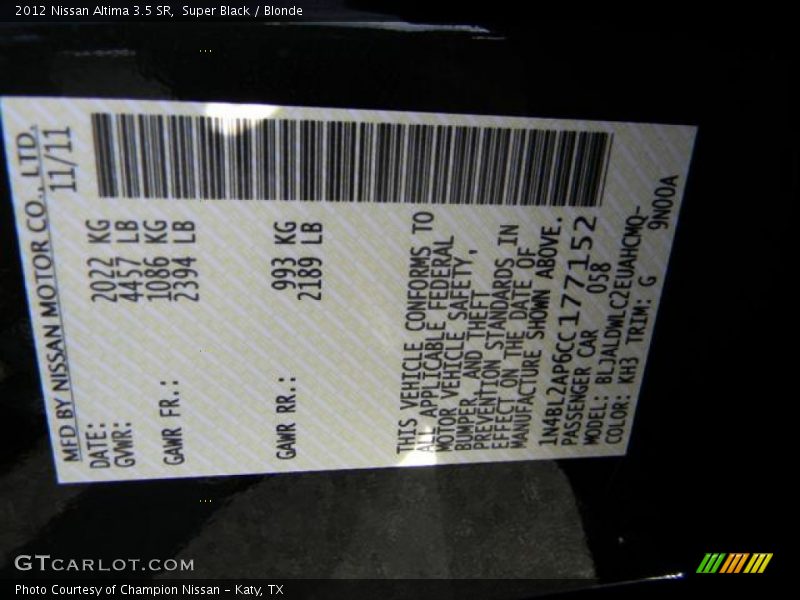 2012 Nissan Altima 3.5 SR,  Super Black / Blonde
MFD BY NISSAN MOTOR CO., LTD.
DATE: 11/11
GVWR: 2022 KG
4457 LB
GAWR FR.: 1086 KG
2394 LB
GAWR RR.: 993 KG
2189 LB
THIS VEHICLE CONFORMS TO
ALL APPLICABLE FEDERAL
MOTOR VEHICLE SAFETY,
BUMPER, AND THEFT
PREVENTION STANDARDS IN
EFFECT ON THE DATE OF
MANUFACTURE SHOWN ABOVE.
1N4BL2AP6CC177152
PASSENGER CAR 058
MODEL: BLJALDWLC2EUAHCMQ-
COLOR: KH3 TRIM: G 9N00A
GTCARLOT.COM
Photo Courtesy of Champion Nissan - Katy, TX